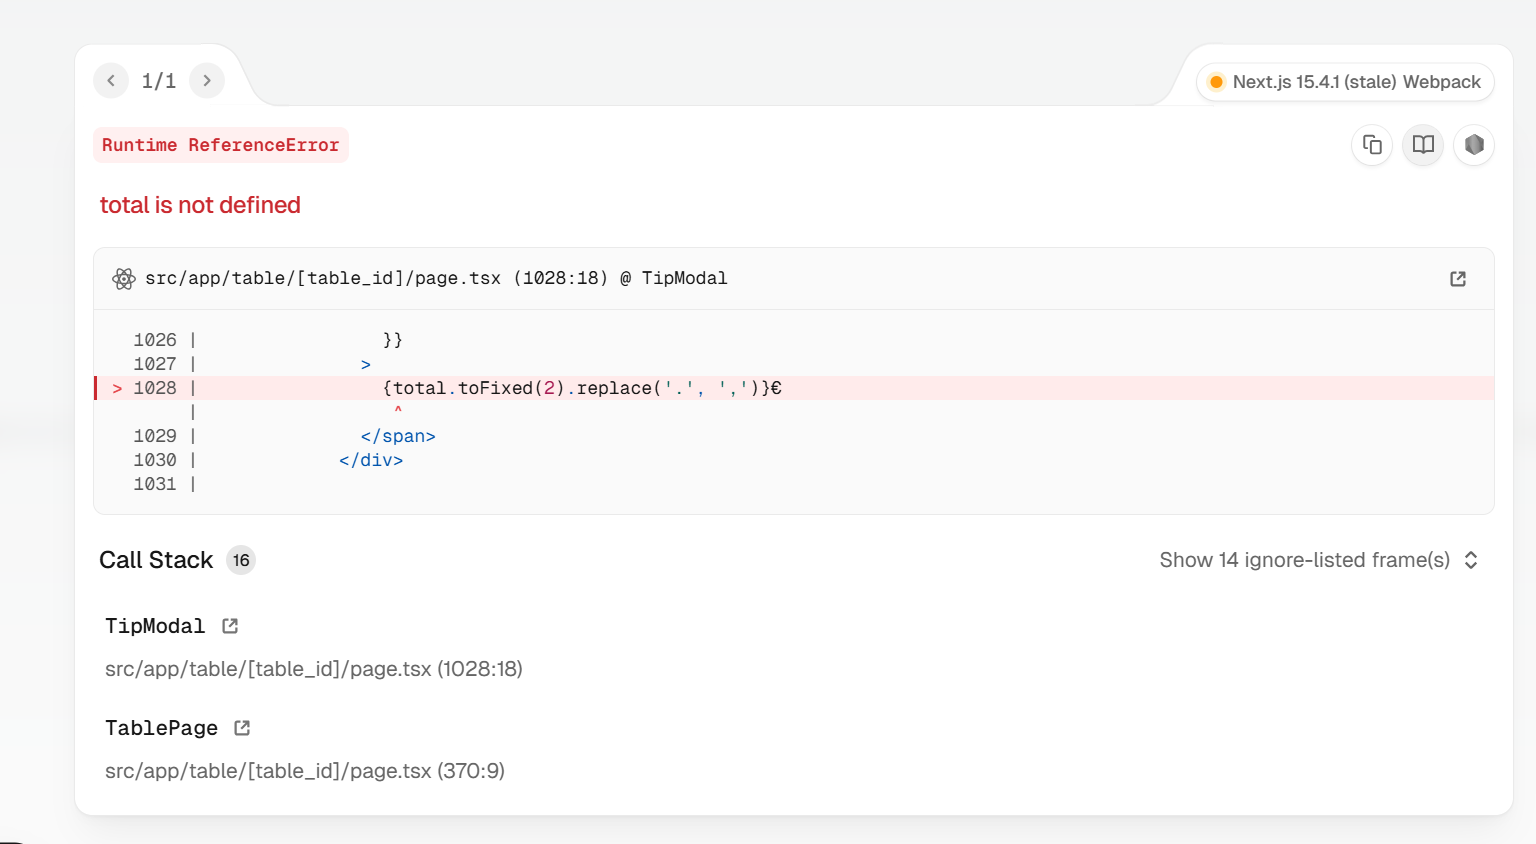 1/1
Next.js 15.4.1 (stale) Webpack
Runtime ReferenceError
total is not defined
src/app/table/[table_id]/page.tsx (1028:18) @ TipModal
1026 | }}
1027 | >
> 1028 | {total.toFixed(2).replace('.', ',')}€
| ^
1029 | </span>
1030 | </div>
1031 |
Call Stack 16
Show 14 ignore-listed frame(s)
TipModal
src/app/table/[table_id]/page.tsx (1028:18)
TablePage
src/app/table/[table_id]/page.tsx (370:9)